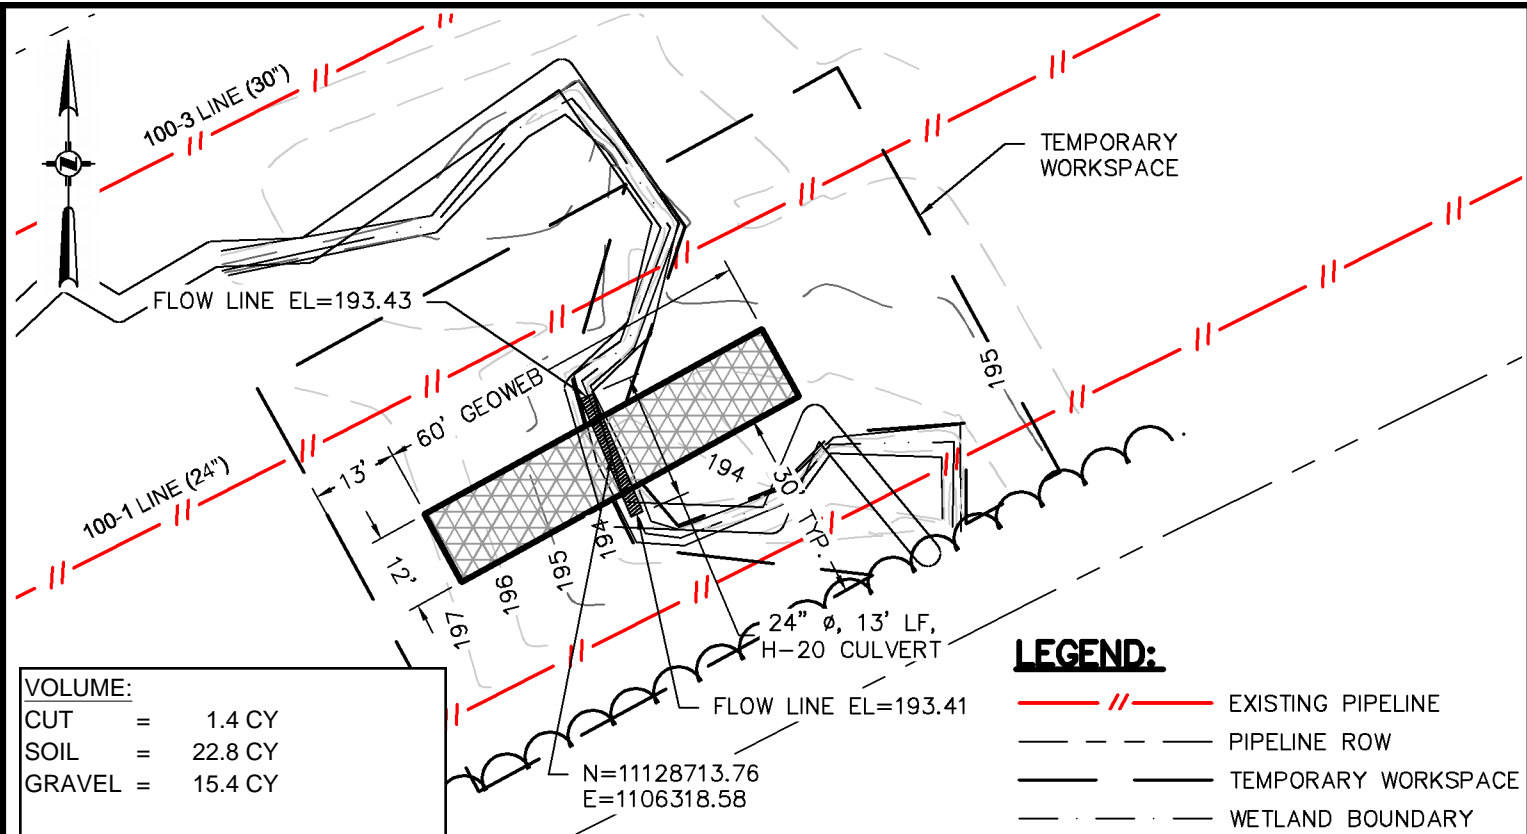 100-3 LINE (30")
TEMPORARY
WORKSPACE
FLOW LINE EL=193.43
195
60' GEOWEB
13'
100-1 LINE (24")
194
30' TYP.
12'
194
195
196
197
24" ø, 13' LF,
H-20 CULVERT
FLOW LINE EL=193.41
N=11128713.76
E=1106318.58
VOLUME:
CUT = 1.4 CY
SOIL = 22.8 CY
GRAVEL = 15.4 CY
LEGEND:
EXISTING PIPELINE
PIPELINE ROW
TEMPORARY WORKSPACE
WETLAND BOUNDARY